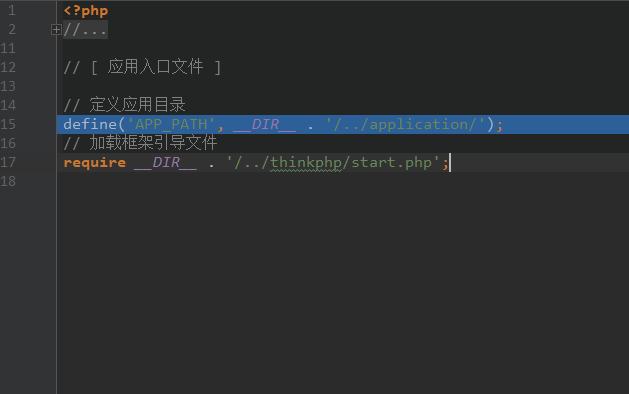 1 <?php
2 //...
11
12 // [ 应用入口文件 ]
13
14 // 定义应用目录
15 define('APP_PATH', __DIR__ . '/../application/');
16 // 加载框架引导文件
17 require __DIR__ . '/../thinkphp/start.php';
18